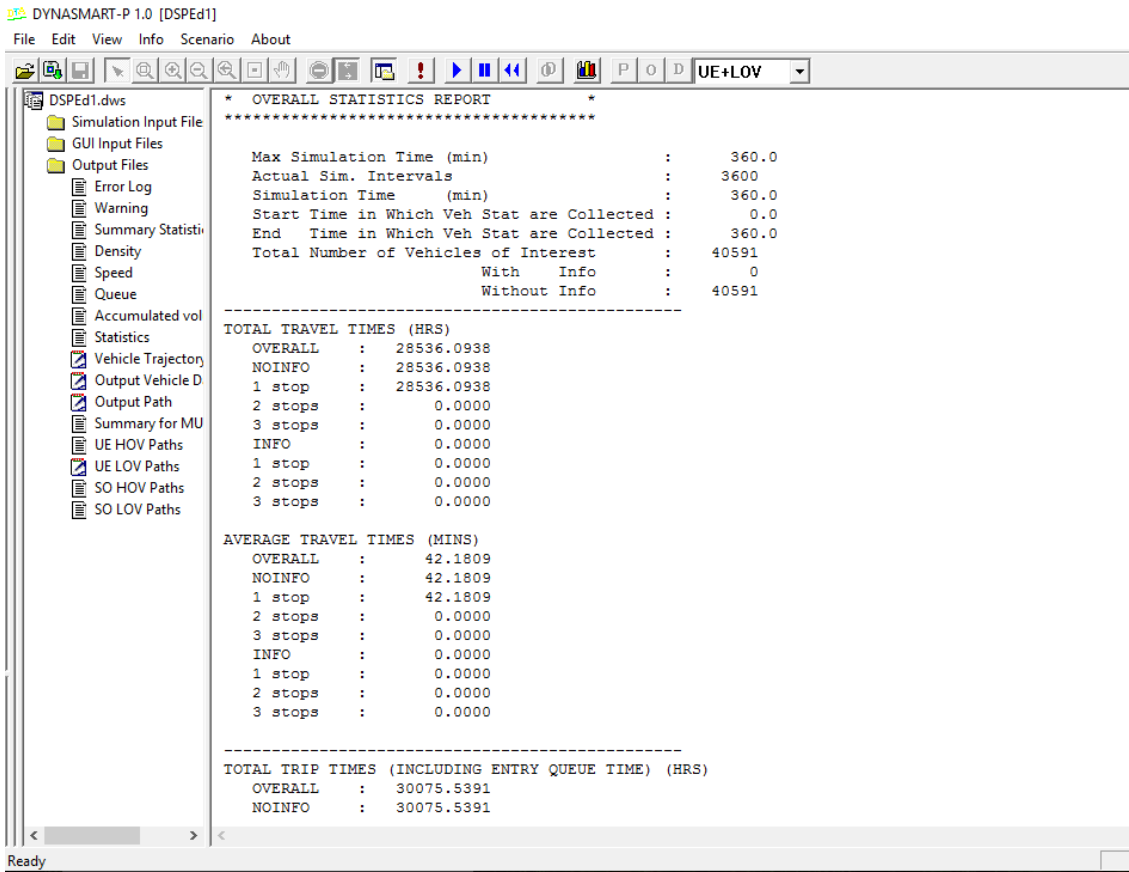 DYNASMART-P 1.0 [DSPEd1]
File Edit View Info Scenario About
P O D UE+LOV
DSPEd1.dws
Simulation Input File
GUI Input Files
Output Files
Error Log
Warning
Summary Statisti
Density
Speed
Queue
Accumulated vol
Statistics
Vehicle Trajectory
Output Vehicle D
Output Path
Summary for MU
UE HOV Paths
UE LOV Paths
SO HOV Paths
SO LOV Paths
* OVERALL STATISTICS REPORT *
***************************************
Max Simulation Time (min) : 360.0
Actual Sim. Intervals : 3600
Simulation Time (min) : 360.0
Start Time in Which Veh Stat are Collected : 0.0
End Time in Which Veh Stat are Collected : 360.0
Total Number of Vehicles of Interest : 40591
With Info : 0
Without Info : 40591
------------------------------------------------
TOTAL TRAVEL TIMES (HRS)
OVERALL : 28536.0938
NOINFO : 28536.0938
1 stop : 28536.0938
2 stops : 0.0000
3 stops : 0.0000
INFO : 0.0000
1 stop : 0.0000
2 stops : 0.0000
3 stops : 0.0000
AVERAGE TRAVEL TIMES (MINS)
OVERALL : 42.1809
NOINFO : 42.1809
1 stop : 42.1809
2 stops : 0.0000
3 stops : 0.0000
INFO : 0.0000
1 stop : 0.0000
2 stops : 0.0000
3 stops : 0.0000
------------------------------------------------
TOTAL TRIP TIMES (INCLUDING ENTRY QUEUE TIME) (HRS)
OVERALL : 30075.5391
NOINFO : 30075.5391
Ready